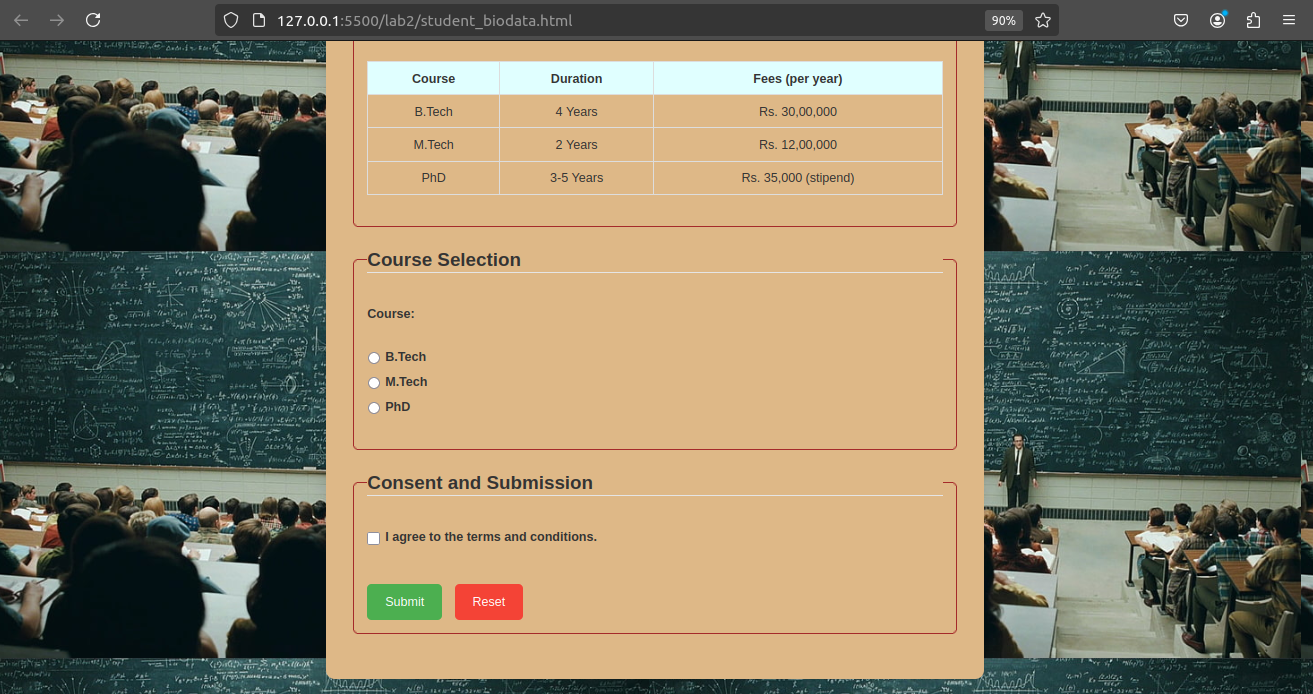 127.0.0.1:5500/lab2/student_biodata.html 90%
Course Duration Fees (per year)
B.Tech 4 Years Rs. 30,00,000
M.Tech 2 Years Rs. 12,00,000
PhD 3-5 Years Rs. 35,000 (stipend)
Course Selection
Course:
B.Tech
M.Tech
PhD
Consent and Submission
I agree to the terms and conditions.
Submit Reset